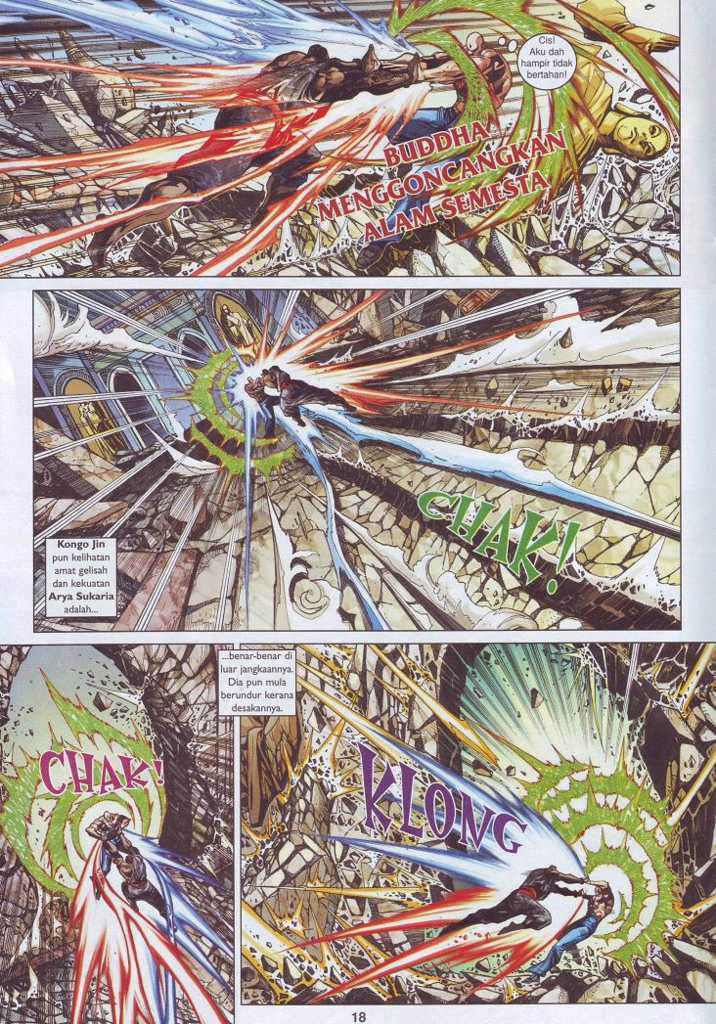 Cis!
Aku dah
hampir tidak
bertahan!
BUDDHA
MENGGONCANGKAN
ALAM SEMESTA
CHAK!
Kongo Jin
pun kelihatan
amat gelisah
dan kekuatan
Arya Sukaria
adalah...
...benar-benar di
luar jangkaannya.
Dia pun mula
berundur kerana
desakannya.
CHAK!
KLONG
18